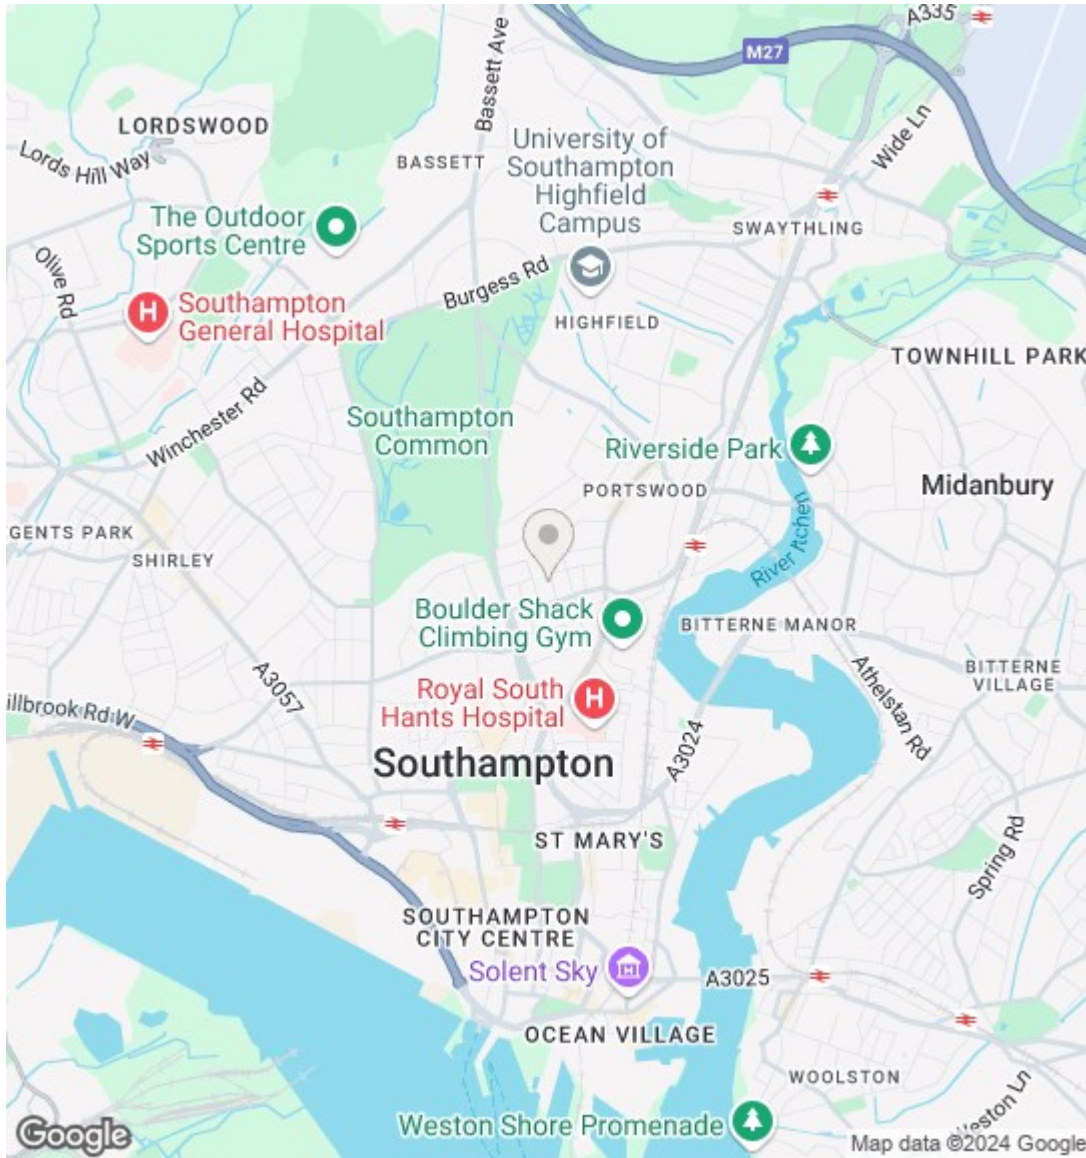 A335
M27
Bassett Ave
LORDSWOOD
Lords Hill Way
BASSETT
University of
Southampton
Highfield
Campus
Wide Ln
The Outdoor
Sports Centre
SWAYTHLING
Olive Rd
Burgess Rd
Southampton
General Hospital
HIGHFIELD
TOWNHILL PARK
Winchester Rd
Southampton
Common
Riverside Park
PORTSWOOD
Midanbury
GENTS PARK
SHIRLEY
River Itchen
Boulder Shack
Climbing Gym
BITTERNE MANOR
BITTERNE
VILLAGE
A3057
Athelstan Rd
Royal South
Hants Hospital
illbrook Rd W
A3024
Southampton
ST MARY'S
Spring Rd
SOUTHAMPTON
CITY CENTRE
Solent Sky
A3025
OCEAN VILLAGE
WOOLSTON
Weston Ln
Weston Shore Promenade
Google
Map data ©2024 Google